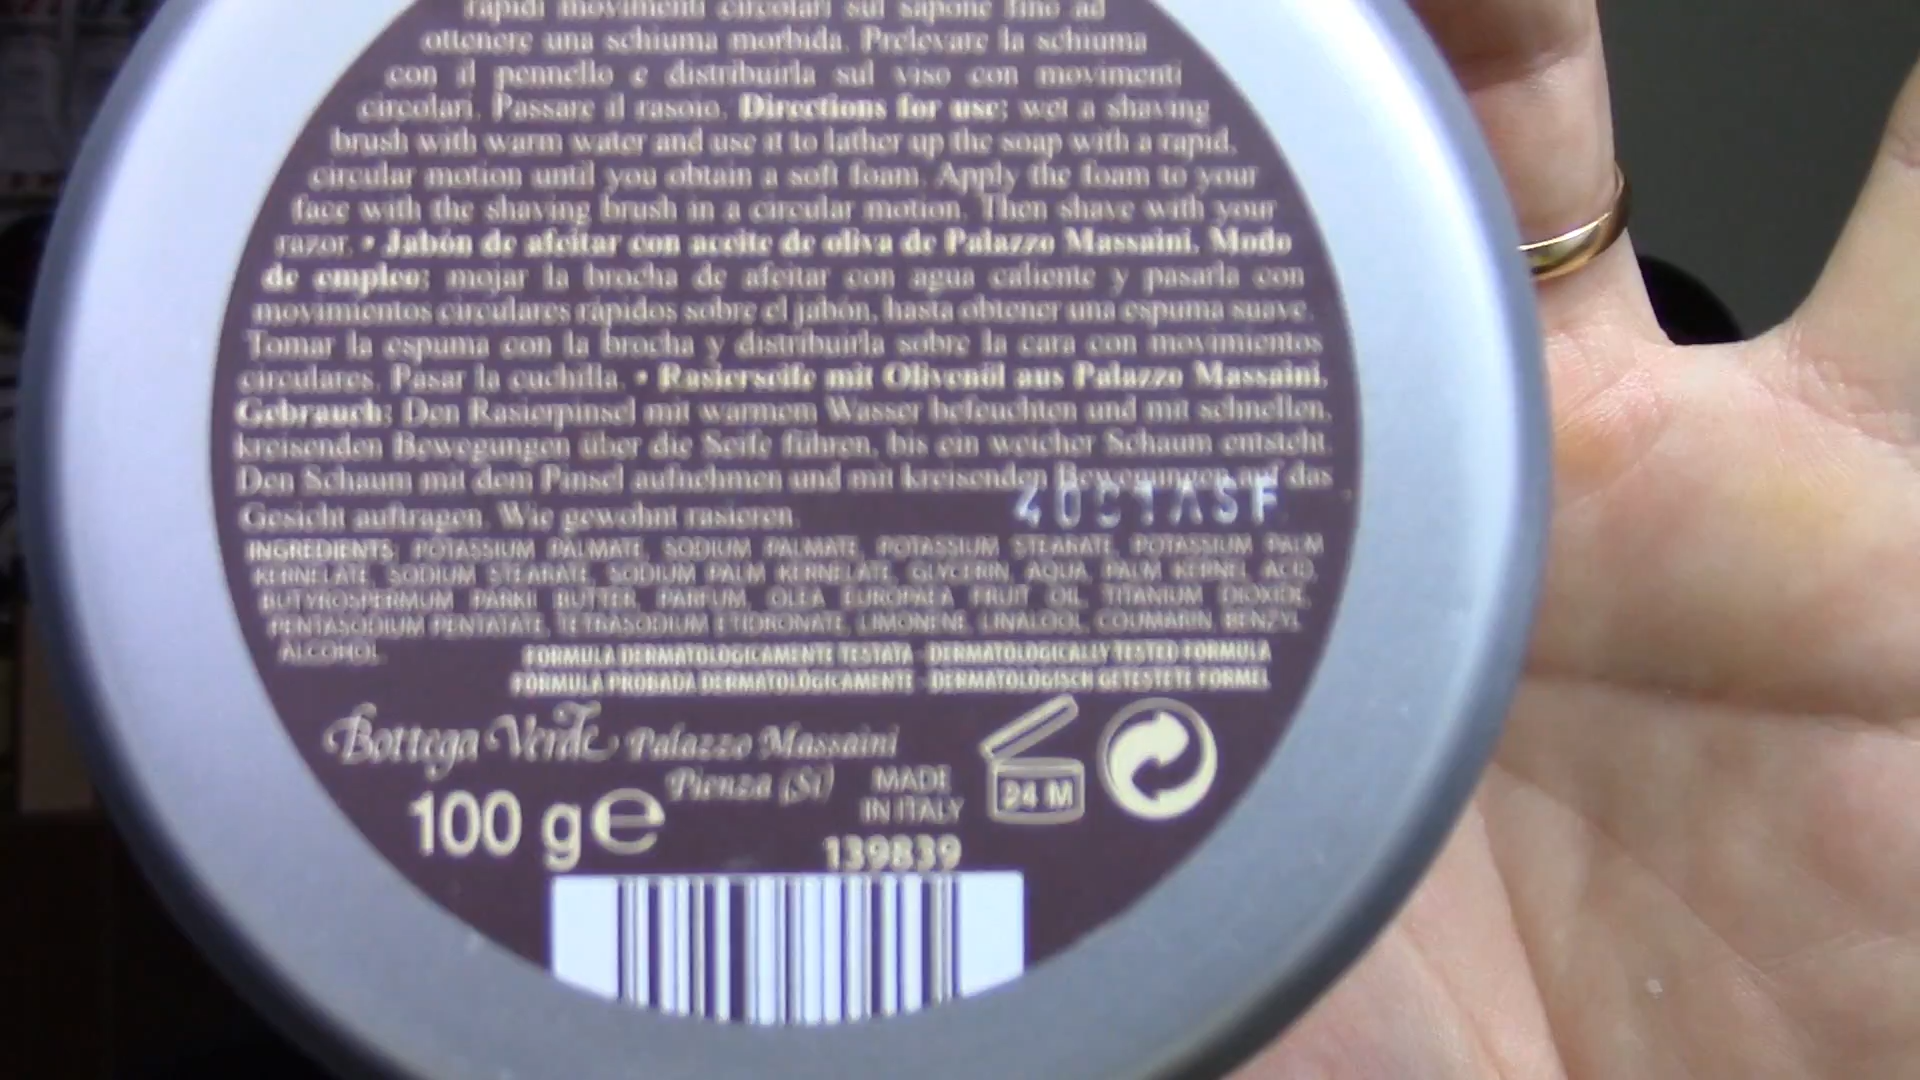 rapidi movimenti circolari sul sapone fino ad
ottenere una schiuma morbida. Prelevare la schiuma
con il pennello e distribuirla sul viso con movimenti
circolari. Passare il rasoio. Directions for use: wet a shaving
brush with warm water and use it to lather up the soap with a rapid,
circular motion until you obtain a soft foam. Apply the foam to your
face with the shaving brush in a circular motion. Then shave with your
razor. • Jabón de afeitar con aceite de oliva de Palazzo Massaini. Modo
de empleo: mojar la brocha de afeitar con agua caliente y pasarla con
movimientos circulares rápidos sobre el jabón, hasta obtener una espuma suave.
Tomar la espuma con la brocha y distribuirla sobre la cara con movimientos
circulares. Pasar la cuchilla. • Rasierseife mit Olivenöl aus Palazzo Massaini.
Gebrauch: Den Rasierpinsel mit warmem Wasser befeuchten und mit schnellen,
kreisenden Bewegungen über die Seife führen, bis ein weicher Schaum entsteht.
Den Schaum mit dem Pinsel aufnehmen und mit kreisenden Bewegungen auf das
Gesicht auftragen. Wie gewohnt rasieren.
INGREDIENTS: POTASSIUM PALMATE, SODIUM PALMATE, POTASSIUM STEARATE, POTASSIUM PALM
KERNELATE, SODIUM STEARATE, SODIUM PALM KERNELATE, GLYCERIN, AQUA, PALM KERNEL ACID,
BUTYROSPERMUM PARKII BUTTER, PARFUM, OLEA EUROPAEA FRUIT OIL, TITANIUM DIOXIDE,
PENTASODIUM PENTATATE, TETRASODIUM ETIDRONATE, LIMONENE, LINALOOL, COUMARIN, BENZYL
ALCOHOL.
FORMULA DERMATOLOGICAMENTE TESTATA - DERMATOLOGICALLY TESTED FORMULA
FÓRMULA PROBADA DERMATOLÓGICAMENTE - DERMATOLOGISCH GETESTETE FORMEL
Bottega Verde Palazzo Massaini
Pienza (Si)
MADE
IN ITALY
24 M
100 g e
139839